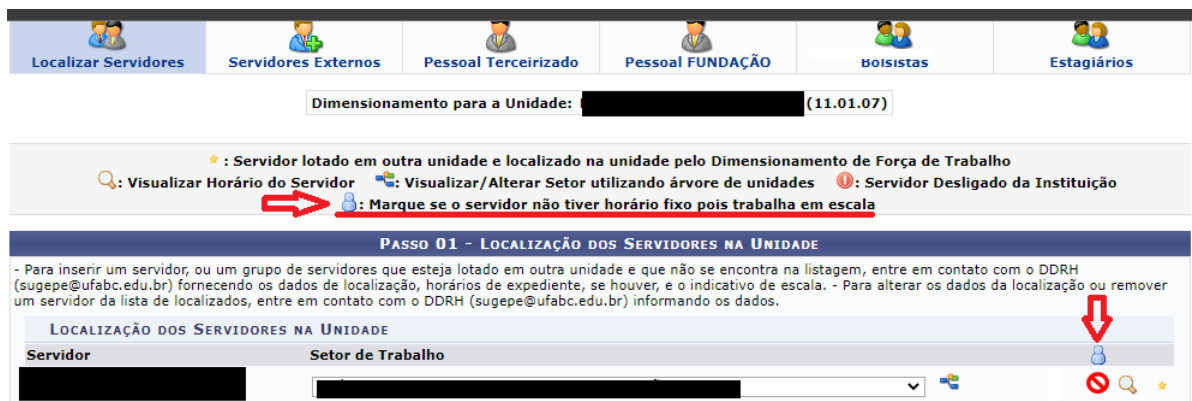 Localizar Servidores
Servidores Externos
Pessoal Terceirizado
Pessoal FUNDAÇÃO
Bolsistas
Estagiários
Dimensionamento para a Unidade: (11.01.07)
: Servidor lotado em outra unidade e localizado na unidade pelo Dimensionamento de Força de Trabalho
: Visualizar Horário do Servidor : Visualizar/Alterar Setor utilizando árvore de unidades : Servidor Desligado da Instituição
: Marque se o servidor não tiver horário fixo pois trabalha em escala
Passo 01 - Localização dos Servidores na Unidade
- Para inserir um servidor, ou um grupo de servidores que esteja lotado em outra unidade e que não se encontra na listagem, entre em contato com o DDRH
(sugepe@ufabc.edu.br) fornecendo os dados de localização, horários de expediente, se houver, e o indicativo de escala. - Para alterar os dados da localização ou remover
um servidor da lista de localizados, entre em contato com o DDRH (sugepe@ufabc.edu.br) informando os dados.
Localização dos Servidores na Unidade
Servidor Setor de Trabalho